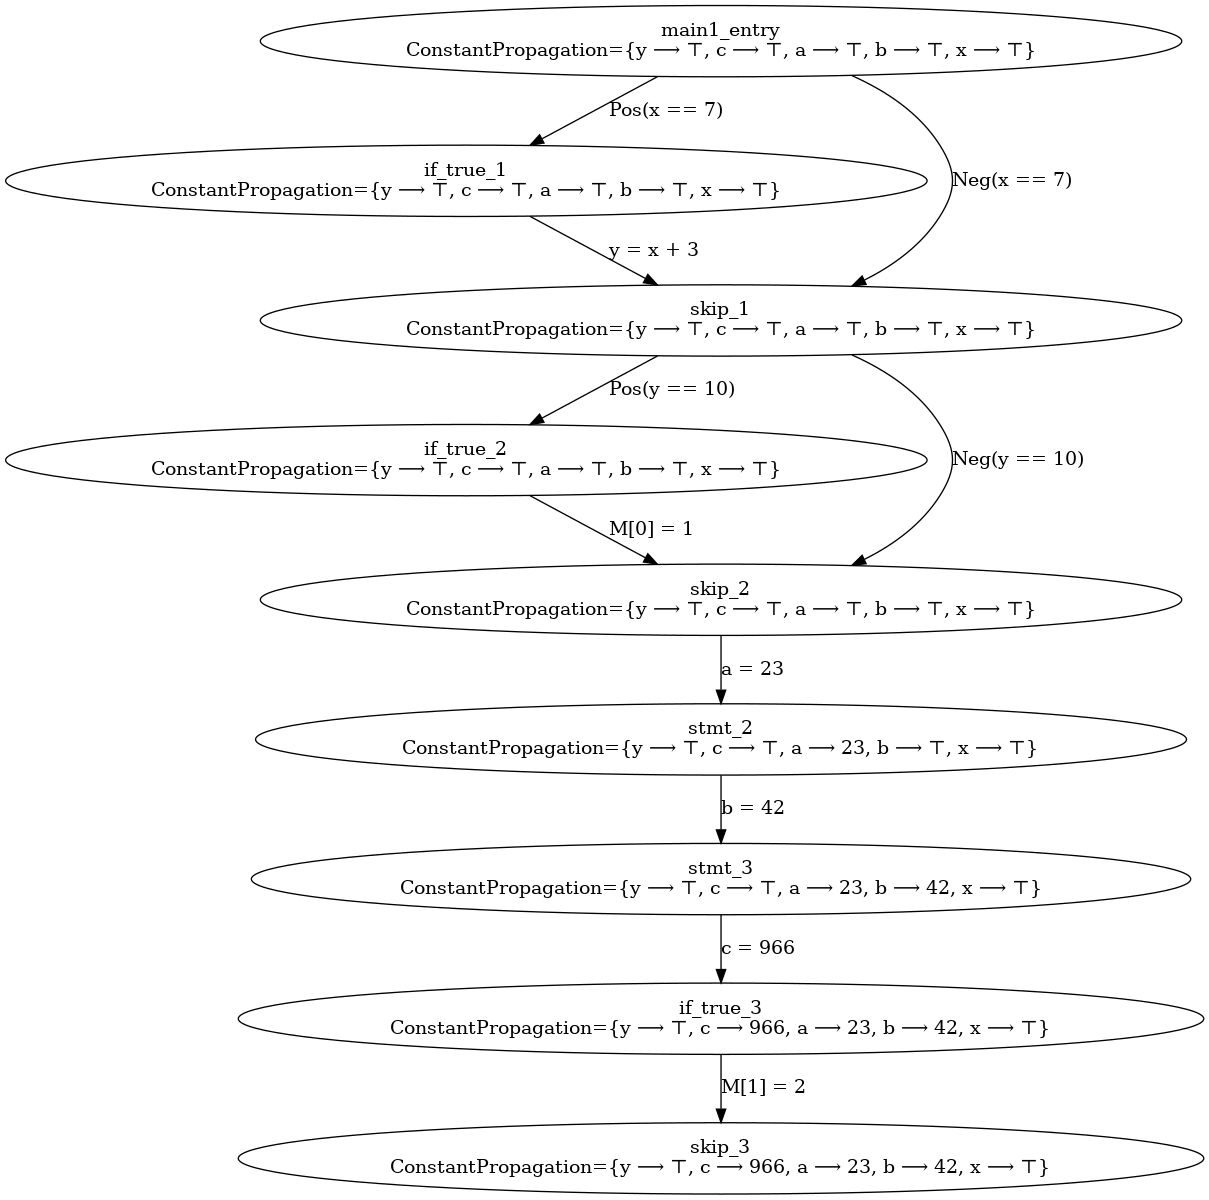 main1_entry
ConstantPropagation={y ⟶ ⊤, c ⟶ ⊤, a ⟶ ⊤, b ⟶ ⊤, x ⟶ ⊤}
Pos(x == 7)
if_true_1
ConstantPropagation={y ⟶ ⊤, c ⟶ ⊤, a ⟶ ⊤, b ⟶ ⊤, x ⟶ ⊤}
Neg(x == 7)
y = x + 3
skip_1
ConstantPropagation={y ⟶ ⊤, c ⟶ ⊤, a ⟶ ⊤, b ⟶ ⊤, x ⟶ ⊤}
Pos(y == 10)
if_true_2
ConstantPropagation={y ⟶ ⊤, c ⟶ ⊤, a ⟶ ⊤, b ⟶ ⊤, x ⟶ ⊤}
Neg(y == 10)
M[0] = 1
skip_2
ConstantPropagation={y ⟶ ⊤, c ⟶ ⊤, a ⟶ ⊤, b ⟶ ⊤, x ⟶ ⊤}
a = 23
stmt_2
ConstantPropagation={y ⟶ ⊤, c ⟶ ⊤, a ⟶ 23, b ⟶ ⊤, x ⟶ ⊤}
b = 42
stmt_3
ConstantPropagation={y ⟶ ⊤, c ⟶ ⊤, a ⟶ 23, b ⟶ 42, x ⟶ ⊤}
c = 966
if_true_3
ConstantPropagation={y ⟶ ⊤, c ⟶ 966, a ⟶ 23, b ⟶ 42, x ⟶ ⊤}
M[1] = 2
skip_3
ConstantPropagation={y ⟶ ⊤, c ⟶ 966, a ⟶ 23, b ⟶ 42, x ⟶ ⊤}